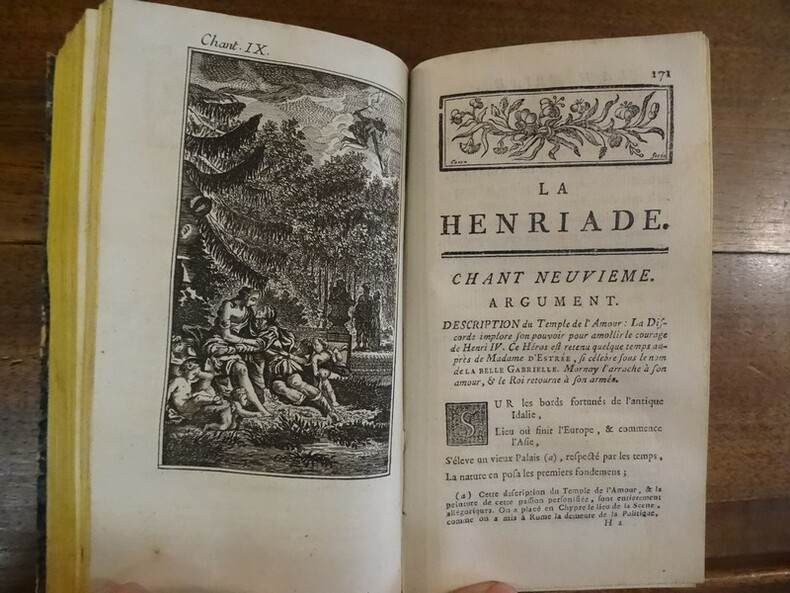 Chant. IX.
171
LA
HENRIADE.
CHANT NEUVIEME.
ARGUMENT.
DESCRIPTION du Temple de l'Amour : La Dis-
corde implore son pouvoir pour amollir le courage
de Henri IV. Ce Héros est retenu quelque temps au-
près de Madame D'ESTRÉE, si célebre sous le nom
de LA BELLE GABRIELLE. Mornay l'arrache à son
amour, & le Roi retourne à son armée.
SUR les bords fortunés de l'antique
Idalie,
Lieu où finit l'Europe, & commence
l'Asie,
S'éleve un vieux Palais (a), respecté par les temps,
La nature en posa les premiers fondemens ;
(a) Cette description du Temple de l'Amour, & la
peinture de cette passion personifiée, sont entierement
allégoriques. On a placé en Chypre le lieu de la Scene,
comme on a mis à Rome la demeure de la Politique,
H 2